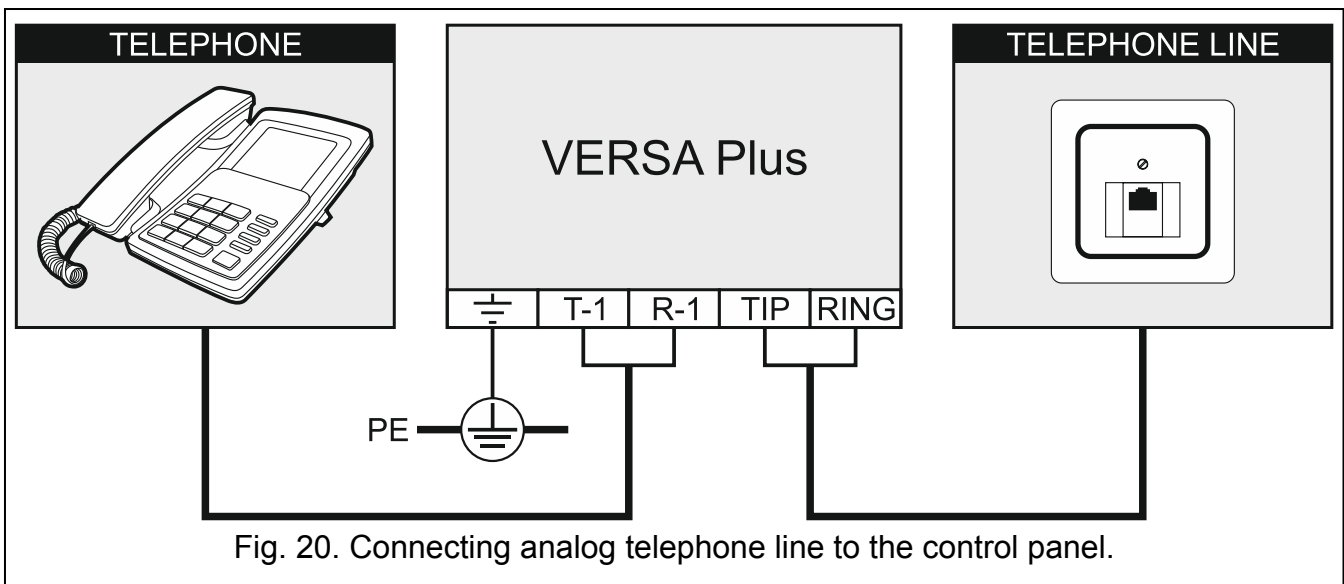 TELEPHONE
VERSA Plus
TELEPHONE LINE
T-1 R-1 TIP RING
PE
Fig. 20. Connecting analog telephone line to the control panel.